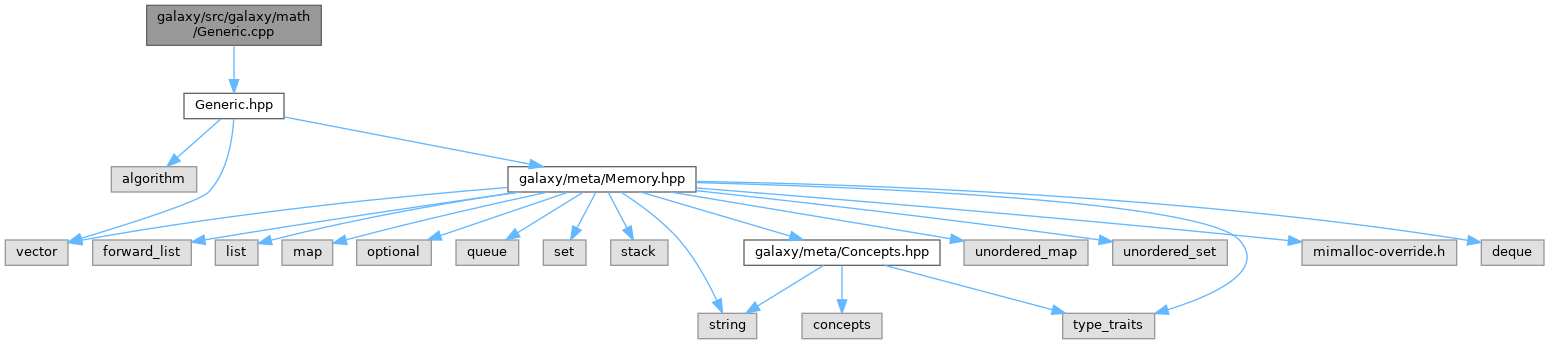 galaxy/src/galaxy/math
/Generic.cpp
Generic.hpp
algorithm
galaxy/meta/Memory.hpp
vector
forward_list
list
map
optional
queue
set
stack
galaxy/meta/Concepts.hpp
unordered_map
unordered_set
mimalloc-override.h
deque
string
concepts
type_traits